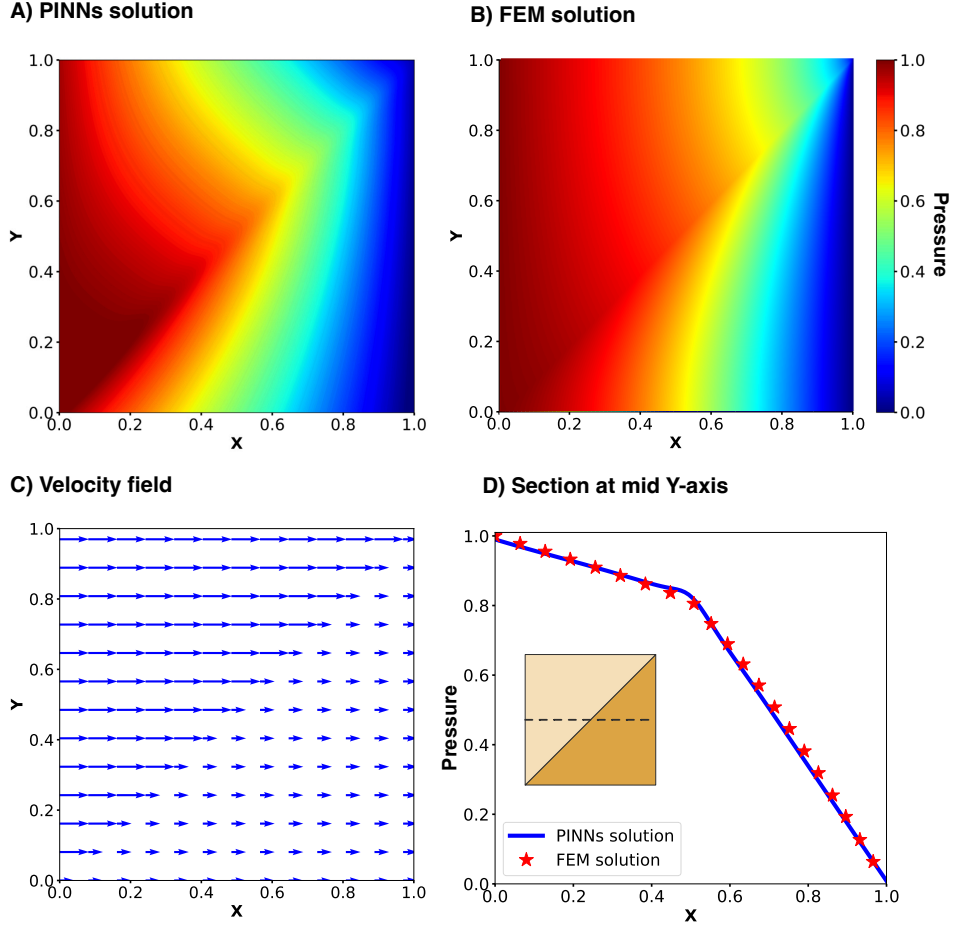 A) PINNs solution
B) FEM solution
1.0
0.8
0.6
0.4
0.2
0.0
Y
0.0 0.2 0.4 0.6 0.8 1.0
X
1.0
0.8
0.6
0.4
0.2
0.0
Y
0.0 0.2 0.4 0.6 0.8 1.0
X
1.0
0.8
0.6
0.4
0.2
0.0
Pressure
C) Velocity field
D) Section at mid Y-axis
1.0
0.8
0.6
0.4
0.2
0.0
Y
0.0 0.2 0.4 0.6 0.8 1.0
X
1.0
0.8
0.6
0.4
0.2
0.0
Pressure
PINNs solution
FEM solution
0.0 0.2 0.4 0.6 0.8 1.0
X